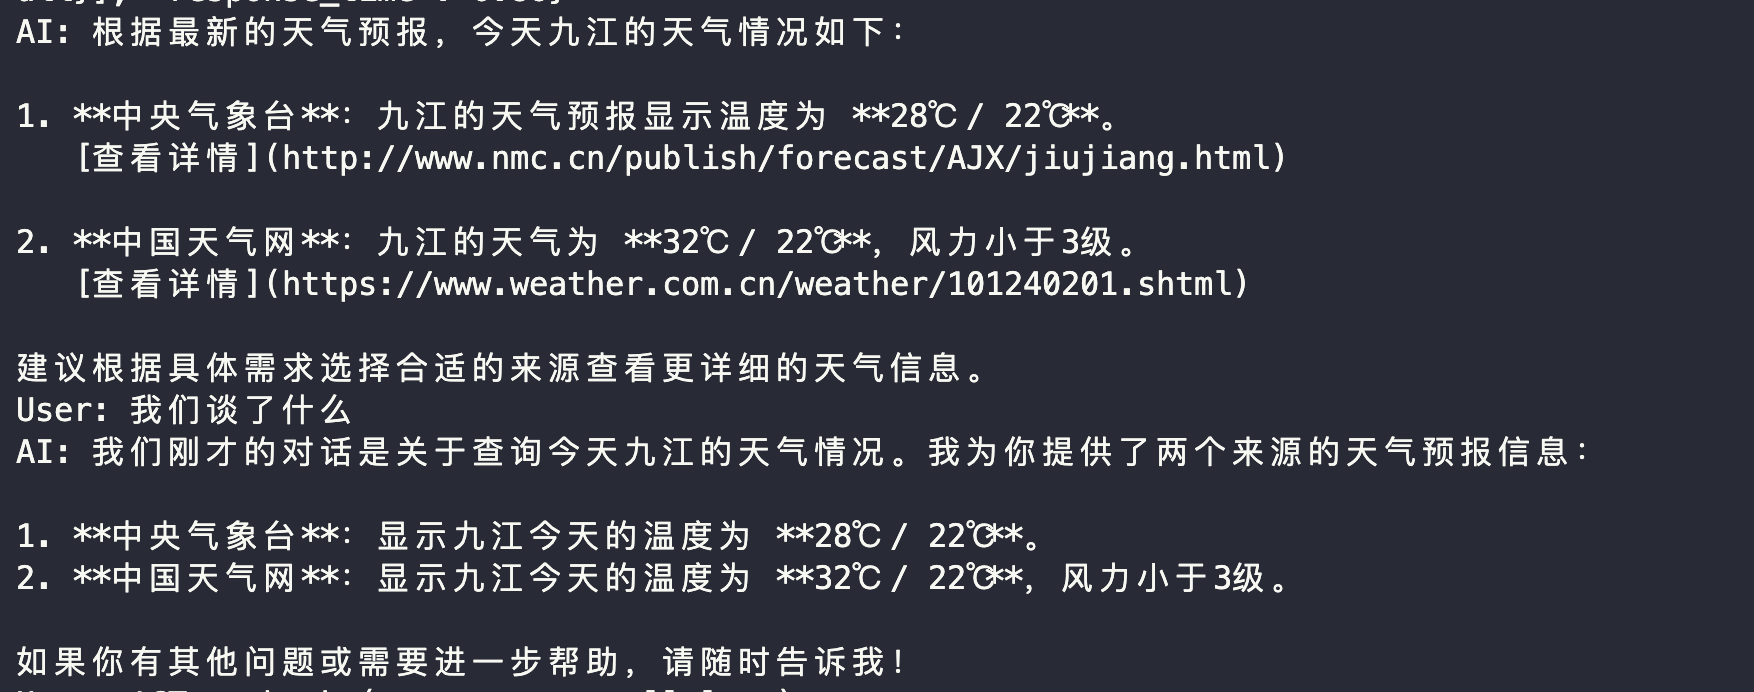 AI: 根据最新的天气预报，今天九江的天气情况如下：
1. **中央气象台**：九江的天气预报显示温度为 **28℃ / 22℃**。
[查看详情](http://www.nmc.cn/publish/forecast/AJX/jiujiang.html)
2. **中国天气网**：九江的天气为 **32℃ / 22℃**，风力小于3级。
[查看详情](https://www.weather.com.cn/weather/101240201.shtml)
建议根据具体需求选择合适的来源查看更详细的天气信息。
User: 我们谈了什么
AI: 我们刚才的对话是关于查询今天九江的天气情况。我为你提供了两个来源的天气预报信息：
1. **中央气象台**：显示九江今天的温度为 **28℃ / 22℃**。
2. **中国天气网**：显示九江今天的温度为 **32℃ / 22℃**，风力小于3级。
如果你有其他问题或需要进一步帮助，请随时告诉我！